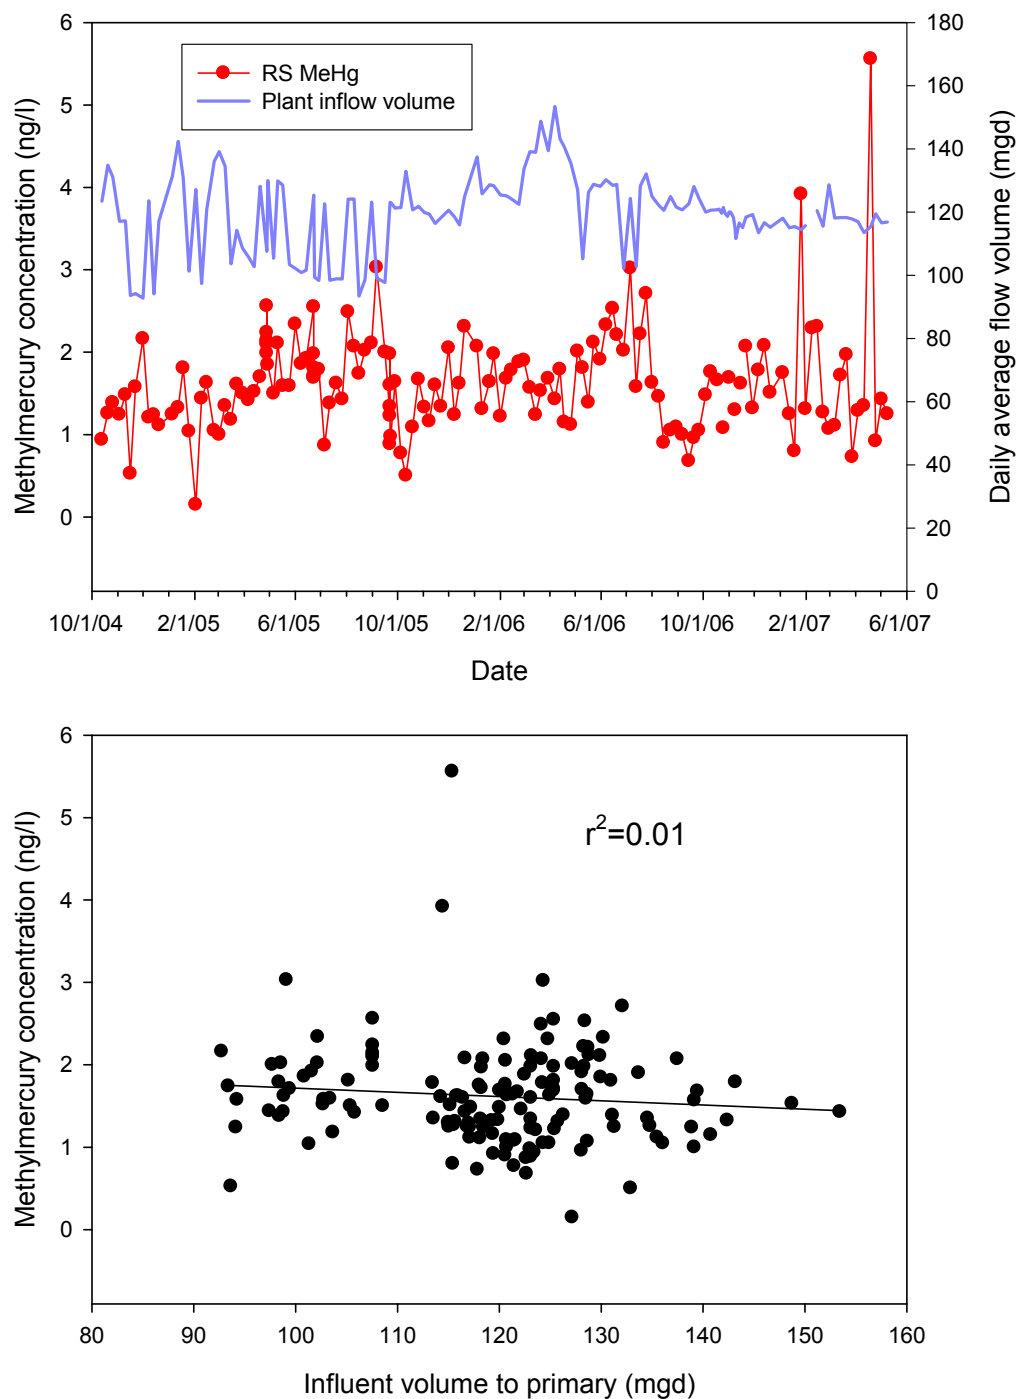 6
5
4
3
2
1
0
Methylmercury concentration (ng/l)
RS MeHg
Plant inflow volume
180
160
140
120
100
80
60
40
20
0
Daily average flow volume (mgd)
10/1/04 2/1/05 6/1/05 10/1/05 2/1/06 6/1/06 10/1/06 2/1/07 6/1/07
Date
6
5
4
3
2
1
0
Methylmercury concentration (ng/l)
r²=0.01
80 90 100 110 120 130 140 150 160
Influent volume to primary (mgd)